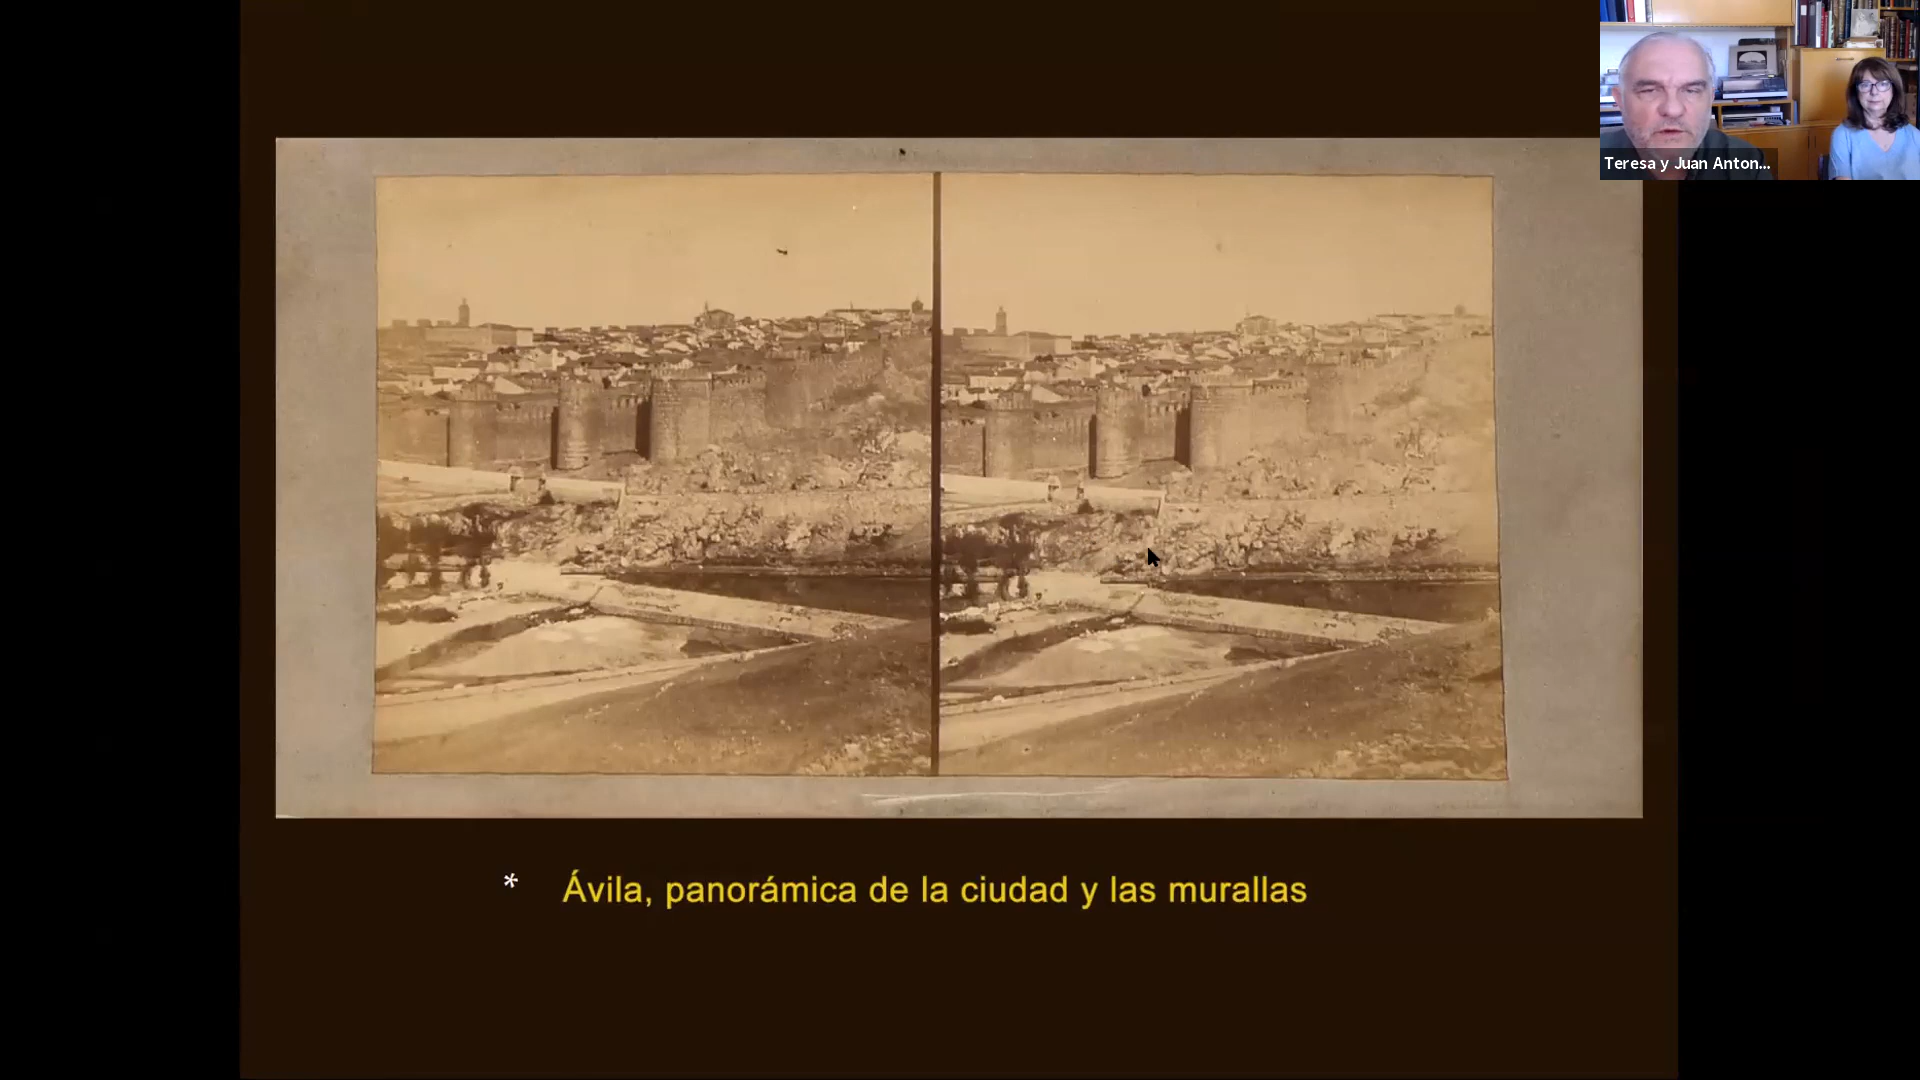 Teresa y Juan Anton...
* Ávila, panorámica de la ciudad y las murallas